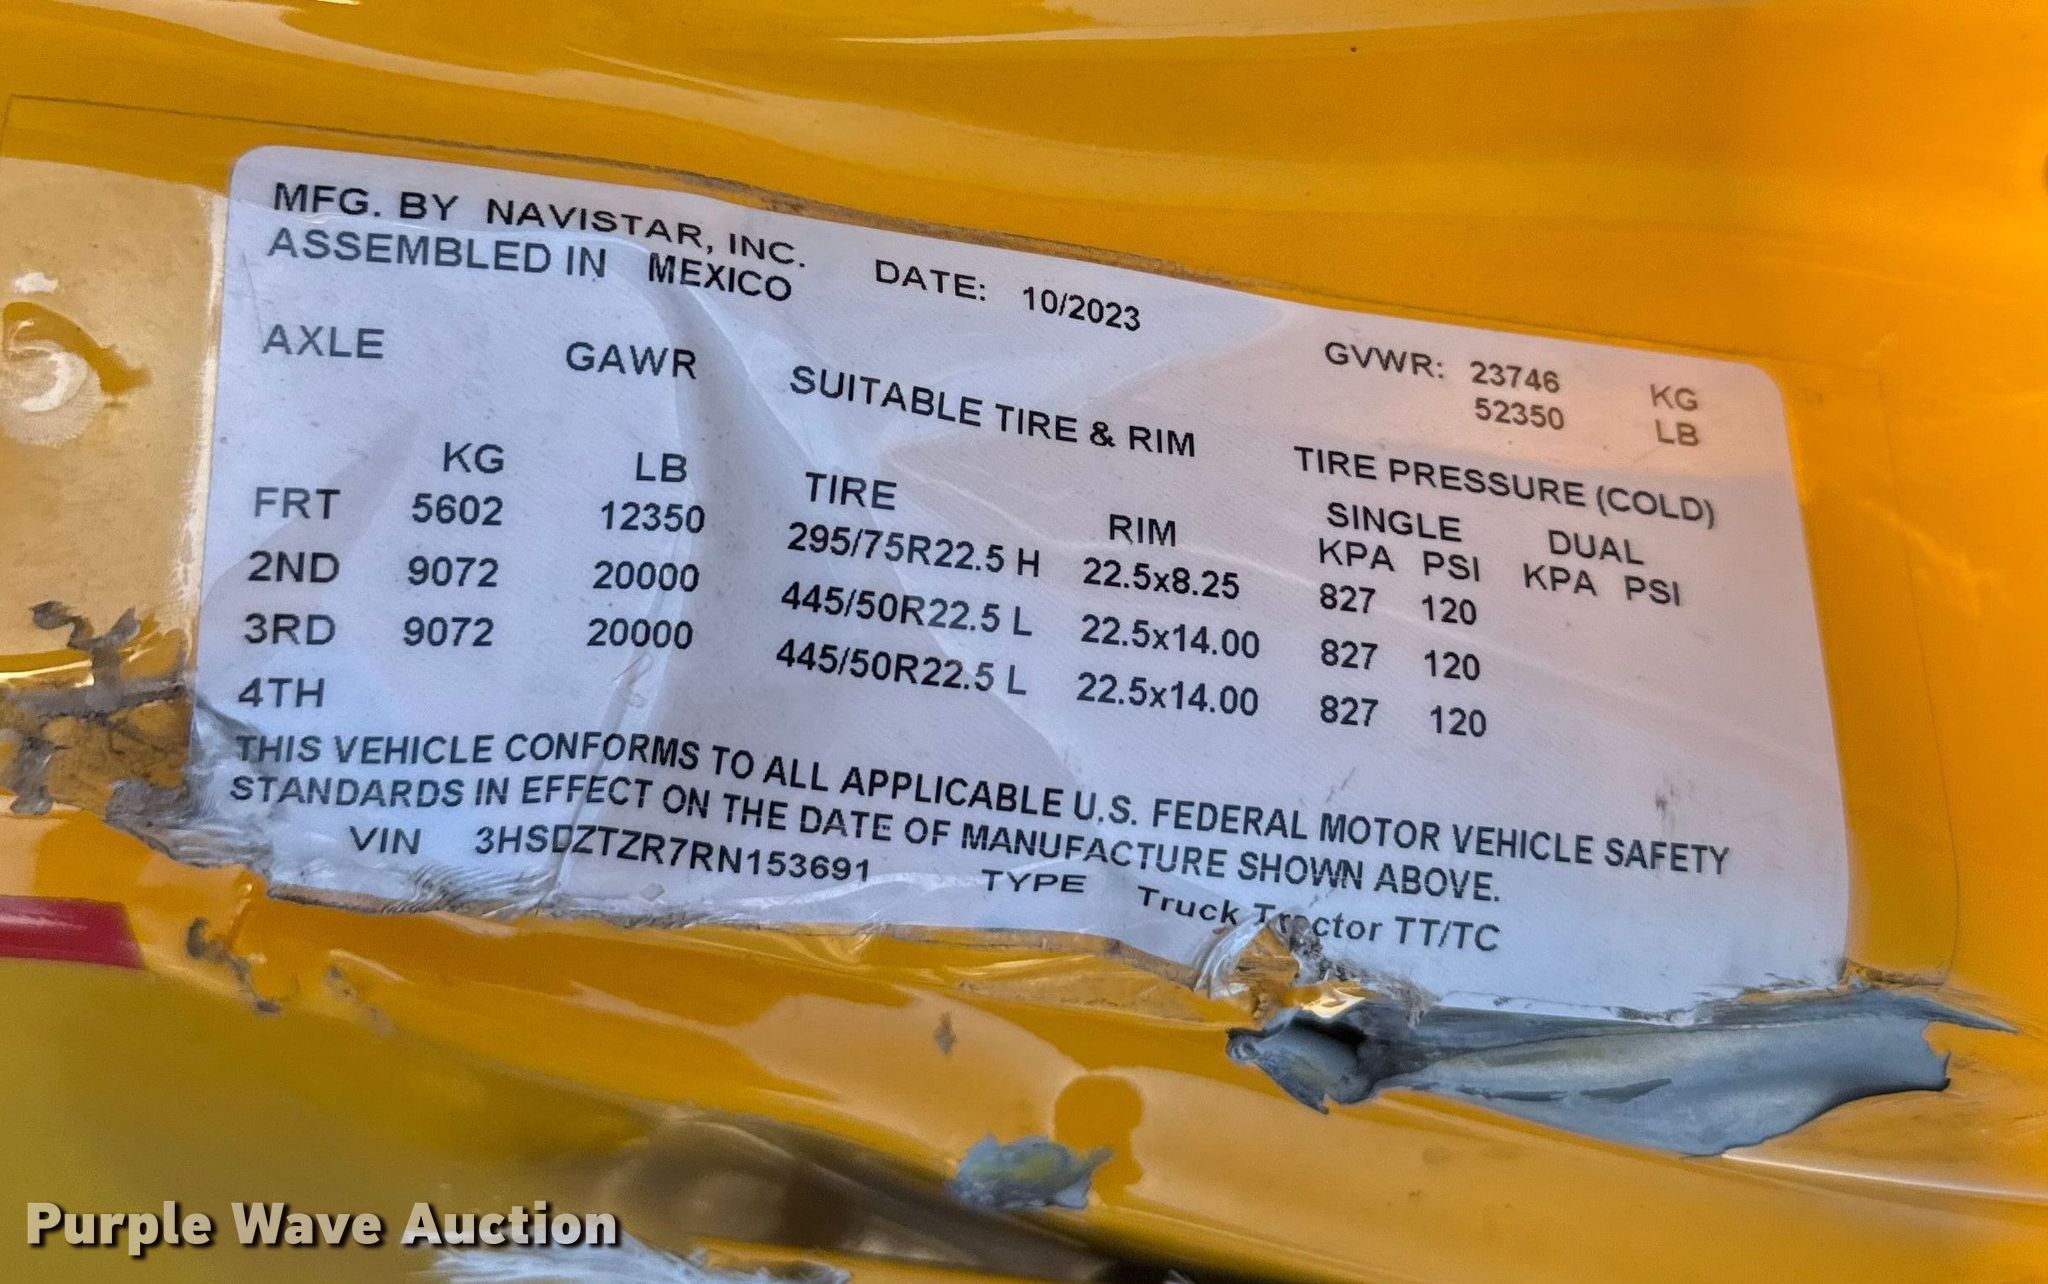 MFG. BY NAVISTAR, INC.
ASSEMBLED IN MEXICO
DATE: 10/2023
GVWR: 23746 KG
52350 LB
AXLE GAWR SUITABLE TIRE & RIM TIRE PRESSURE (COLD)
SINGLE DUAL
KG LB TIRE RIM KPA PSI KPA PSI
FRT 5602 12350 295/75R22.5 H 22.5x8.25 827 120
2ND 9072 20000 445/50R22.5 L 22.5x14.00 827 120
3RD 9072 20000 445/50R22.5 L 22.5x14.00 827 120
4TH
THIS VEHICLE CONFORMS TO ALL APPLICABLE U.S. FEDERAL MOTOR VEHICLE SAFETY
STANDARDS IN EFFECT ON THE DATE OF MANUFACTURE SHOWN ABOVE.
VIN 3HSDZTZR7RN153691 TYPE Truck Tractor TT/TC
Purple Wave Auction